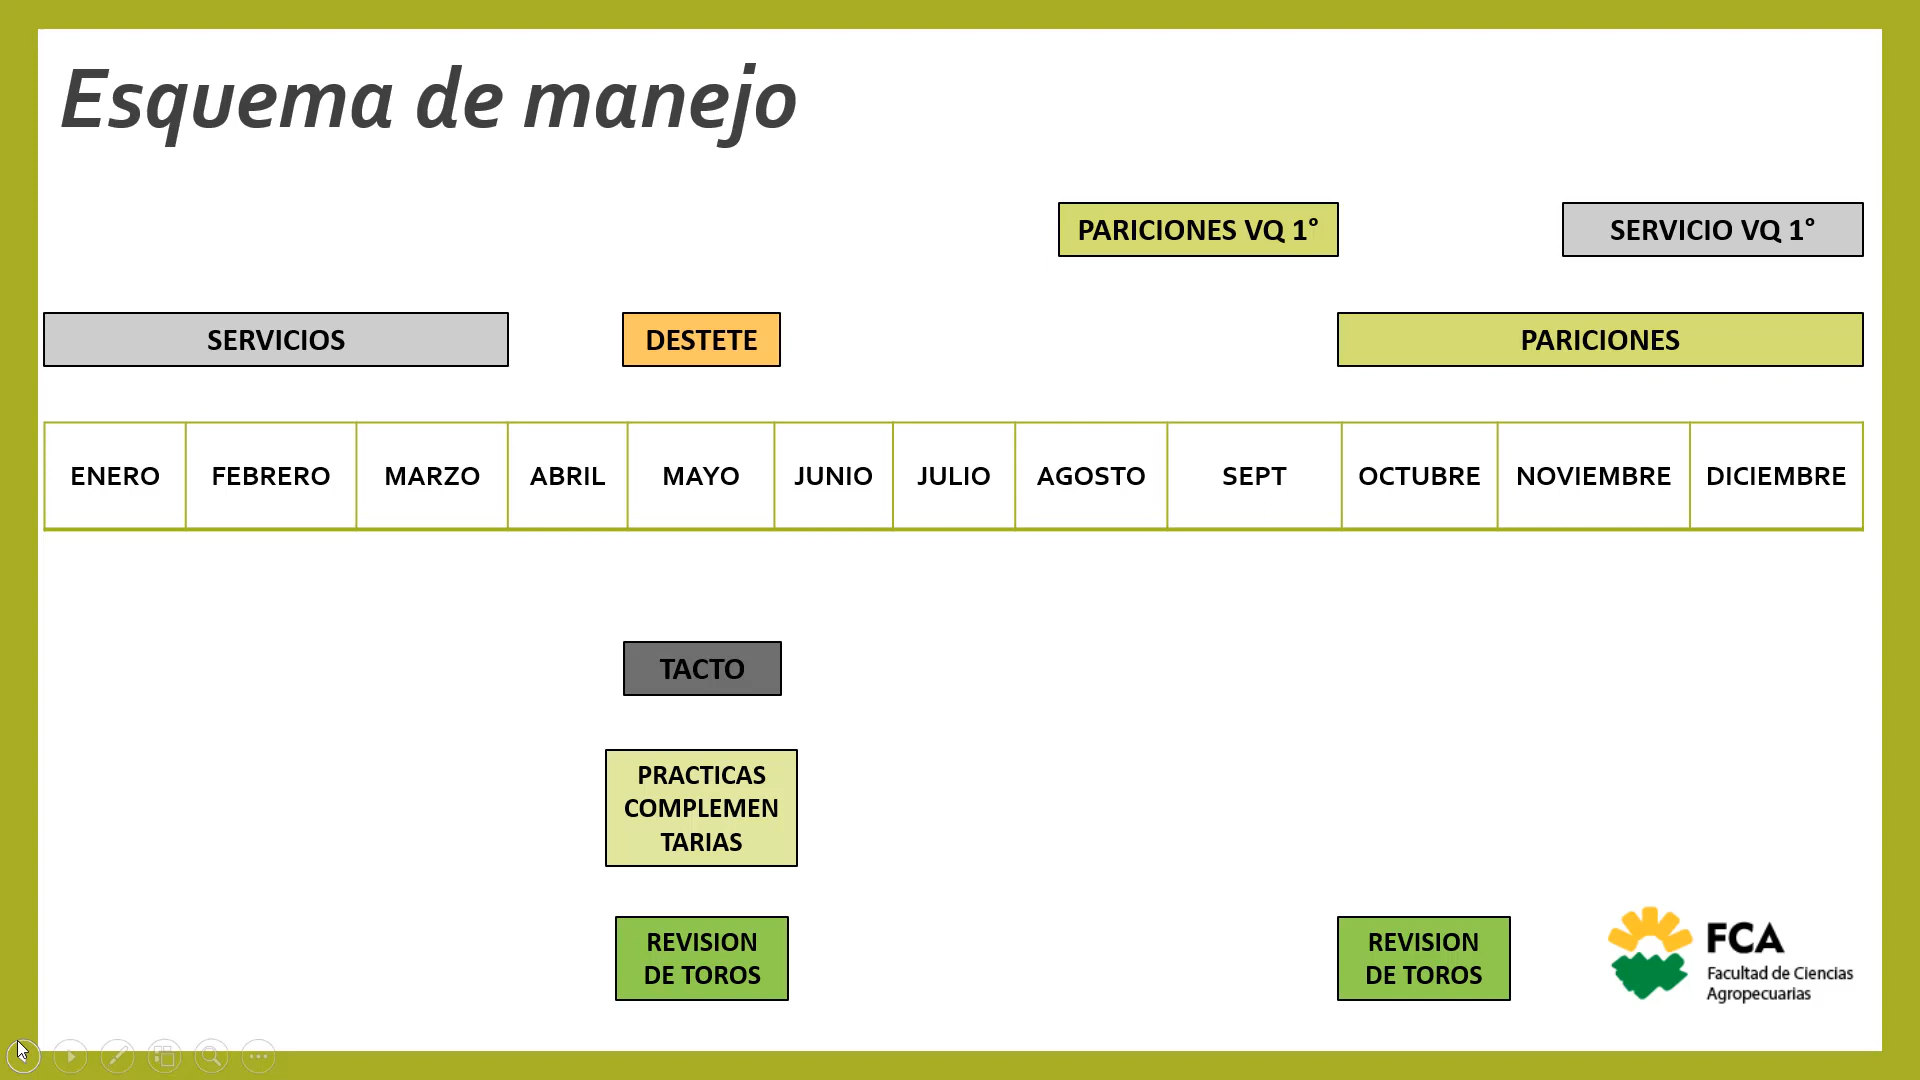 Esquema de manejo
PARICIONES VQ 1°
SERVICIO VQ 1°
SERVICIOS
DESTETE
PARICIONES
ENERO
FEBRERO
MARZO
ABRIL
MAYO
JUNIO
JULIO
AGOSTO
SEPT
OCTUBRE
NOVIEMBRE
DICIEMBRE
TACTO
PRACTICAS
COMPLEMEN
TARIAS
REVISION
DE TOROS
REVISION
DE TOROS
FCA
Facultad de Ciencias
Agropecuarias